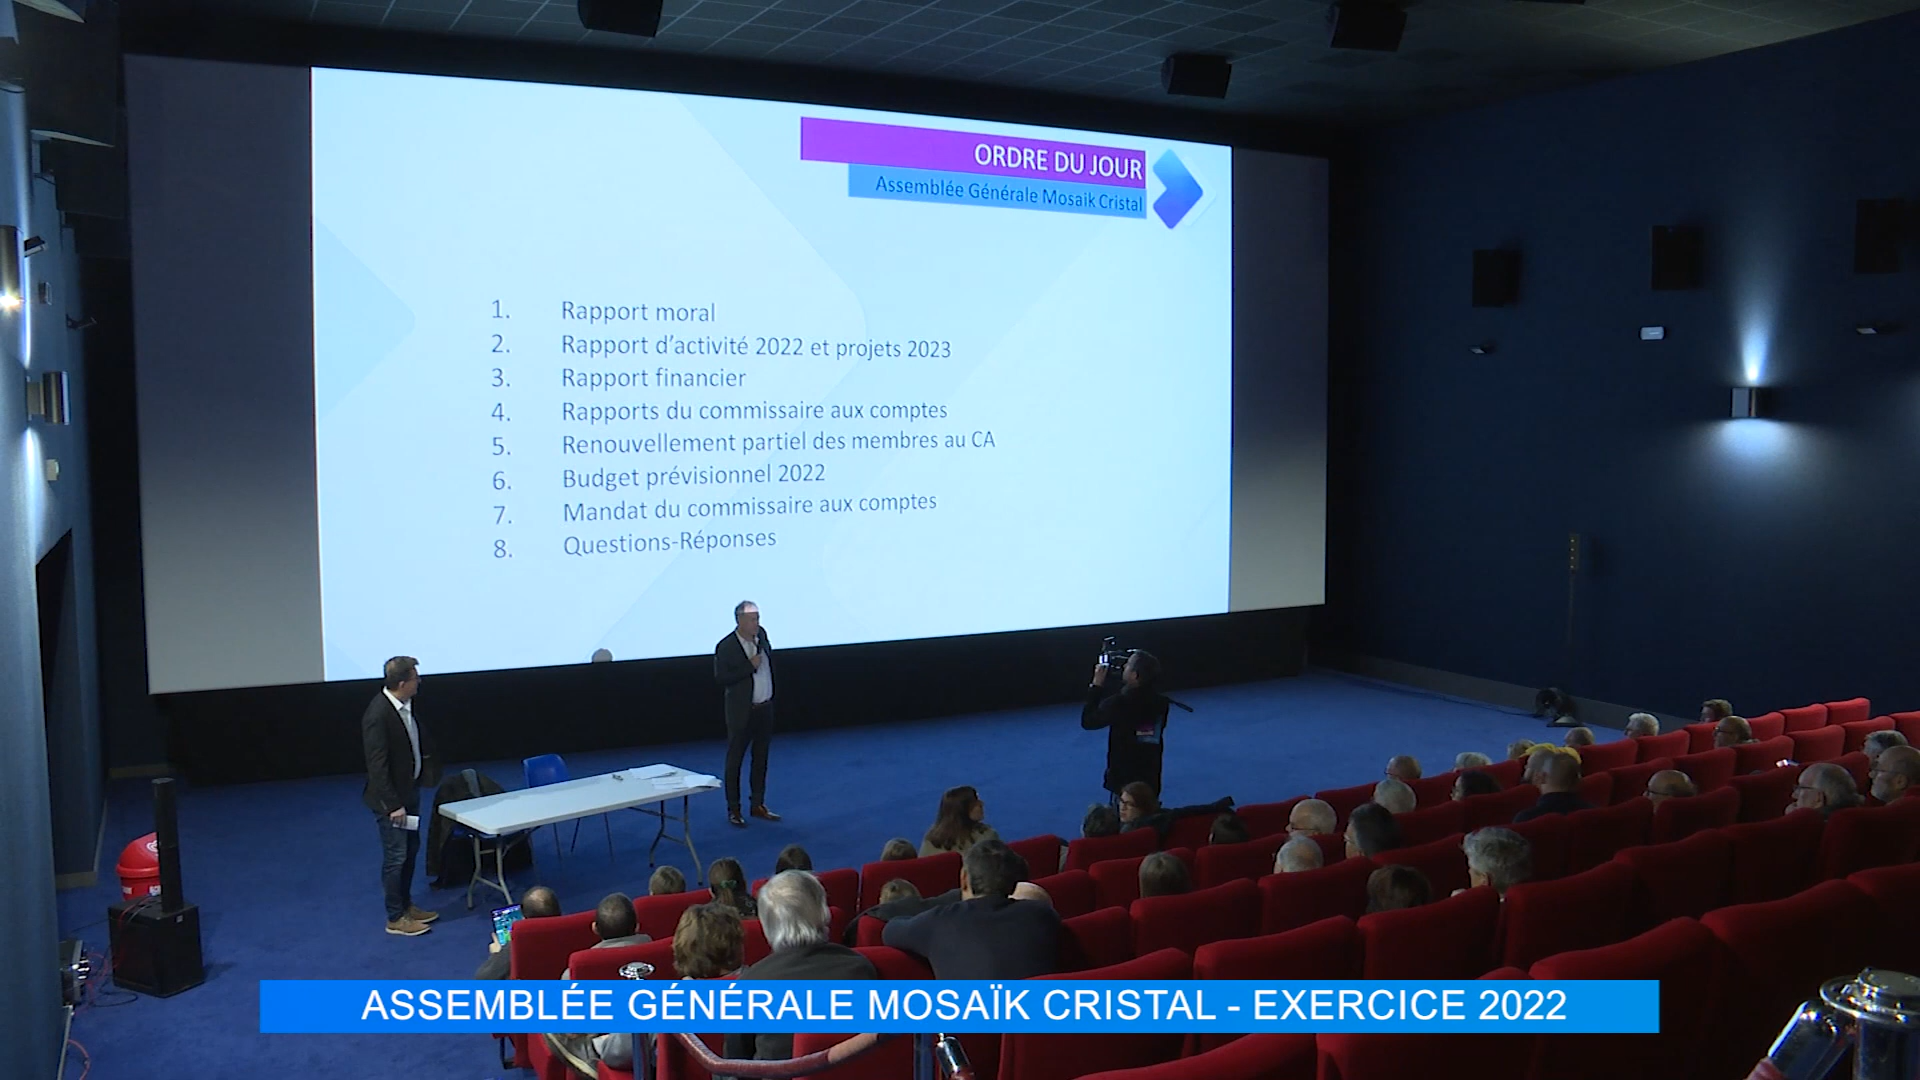 ORDRE DU JOUR
Assemblée Générale Mosaik Cristal
1. Rapport moral
2. Rapport d'activité 2022 et projets 2023
3. Rapport financier
4. Rapports du commissaire aux comptes
5. Renouvellement partiel des membres au CA
6. Budget prévisionnel 2022
7. Mandat du commissaire aux comptes
8. Questions-Réponses
ASSEMBLÉE GÉNÉRALE MOSAÏK CRISTAL - EXERCICE 2022